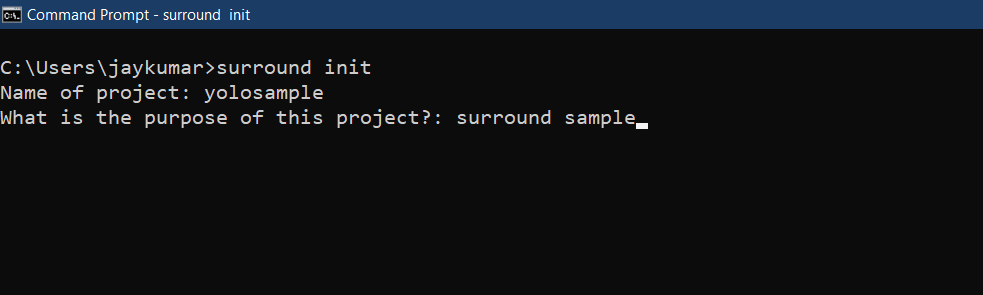 Command Prompt - surround  init
C:\Users\jaykumar>surround init
Name of project: yolosample
What is the purpose of this project?: surround sample